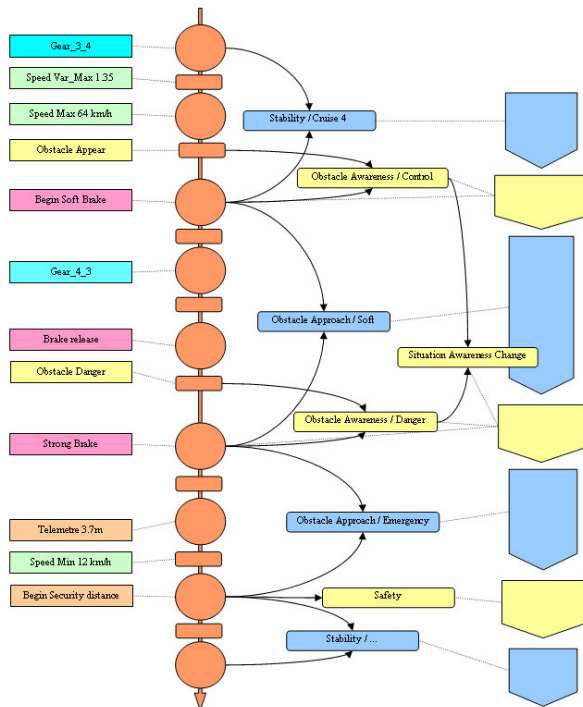 Gear_3_4
Speed Var_Max 1.35
Speed Max 64 km/h
Stability / Cruise 4
Obstacle Appear
Obstacle Awareness / Control
Begin Soft Brake
Gear_4_3
Obstacle Approach / Soft
Brake release
Situation Awareness Change
Obstacle Danger
Obstacle Awareness / Danger
Strong Brake
Obstacle Approach / Emergency
Telemetre 3.7m
Speed Min 12 km/h
Begin Security distance
Safety
Stability / ...